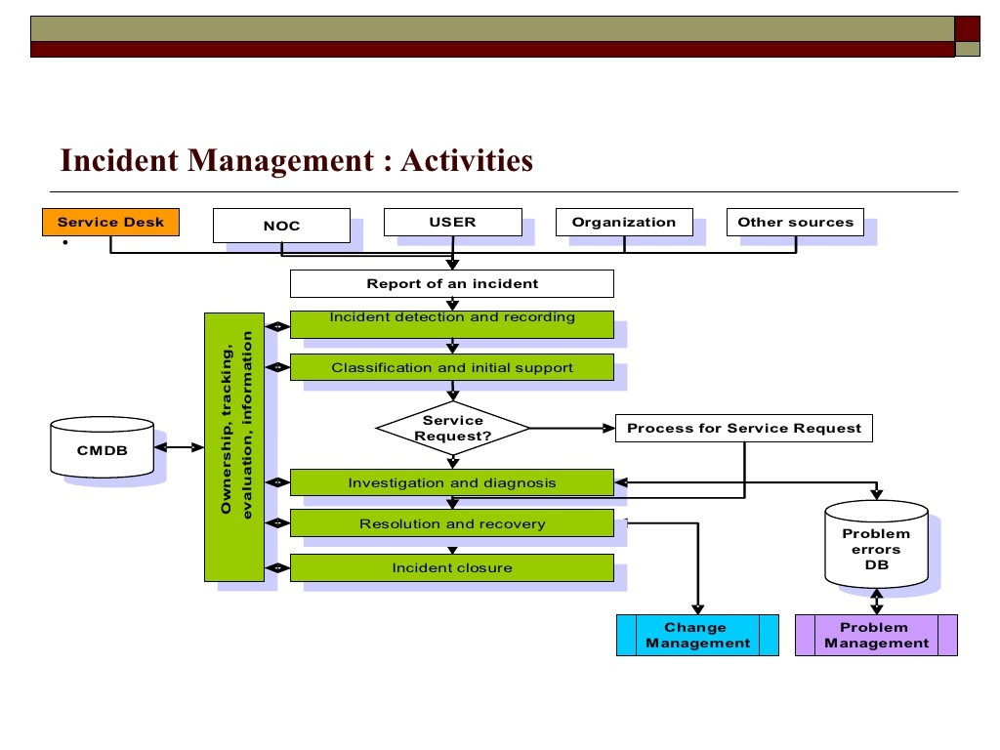 Incident Management : Activities
Service Desk
NOC
USER
Organization
Other sources
Report of an incident
Incident detection and recording
Classification and initial support
Ownership, tracking,
evaluation, information
CMDB
Service
Request?
Process for Service Request
Investigation and diagnosis
Resolution and recovery
Incident closure
Problem
errors
DB
Change
Management
Problem
Management